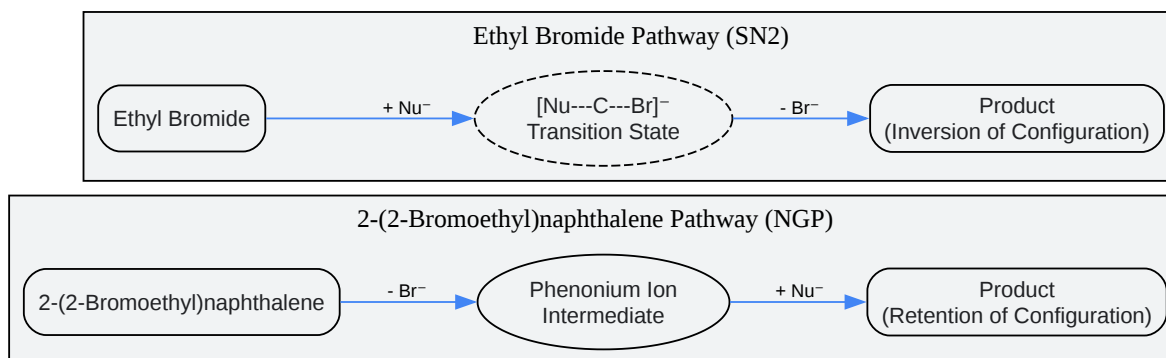 Ethyl Bromide Pathway (SN2)
Ethyl Bromide
+ Nu⁻
[Nu---C---Br]⁻
Transition State
- Br⁻
Product
(Inversion of Configuration)
2-(2-Bromoethyl)naphthalene Pathway (NGP)
2-(2-Bromoethyl)naphthalene
- Br⁻
Phenonium Ion
Intermediate
+ Nu⁻
Product
(Retention of Configuration)